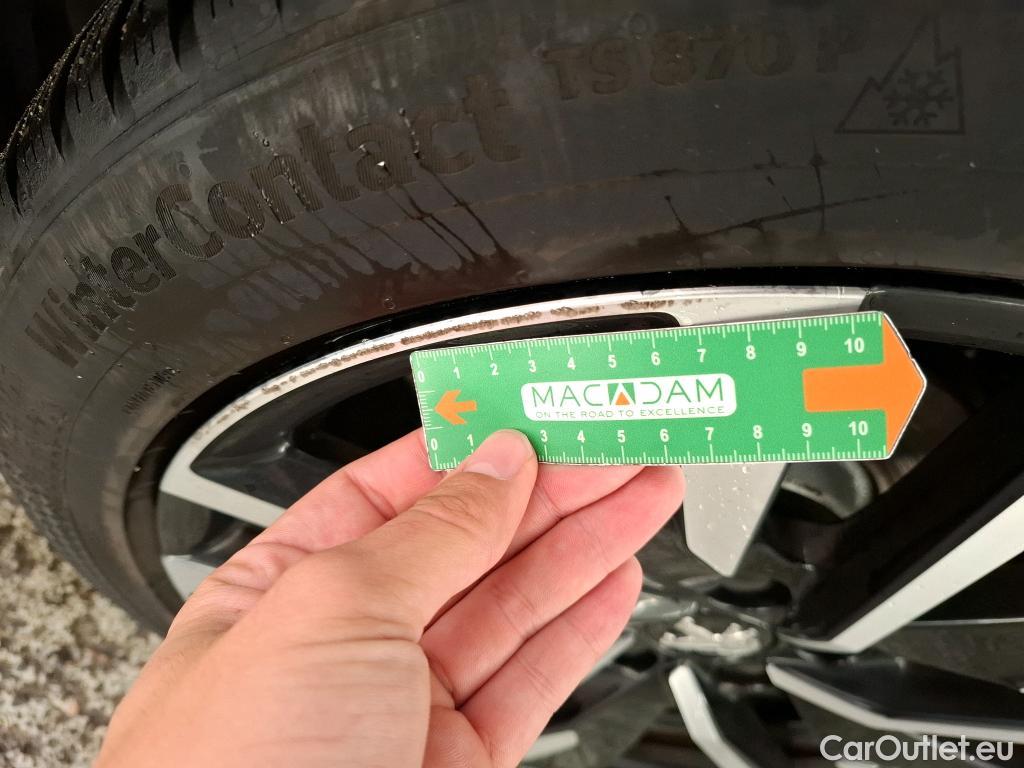 WinterContact TS 870 P
0 1 2 3 4 5 6 7 8 9 10
MACADAM
ON THE ROAD TO EXCELLENCE
0 1 3 4 5 6 7 8 9 10
CarOutlet.eu